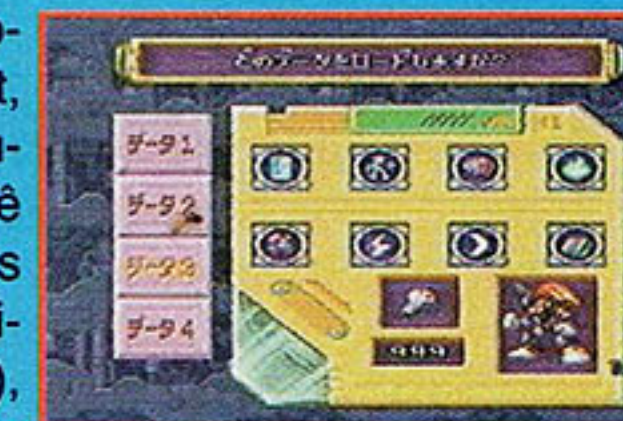 t,
ê
s
i-
),
どのデータをロードしますか?
データ1
データ2
データ3
データ4
999